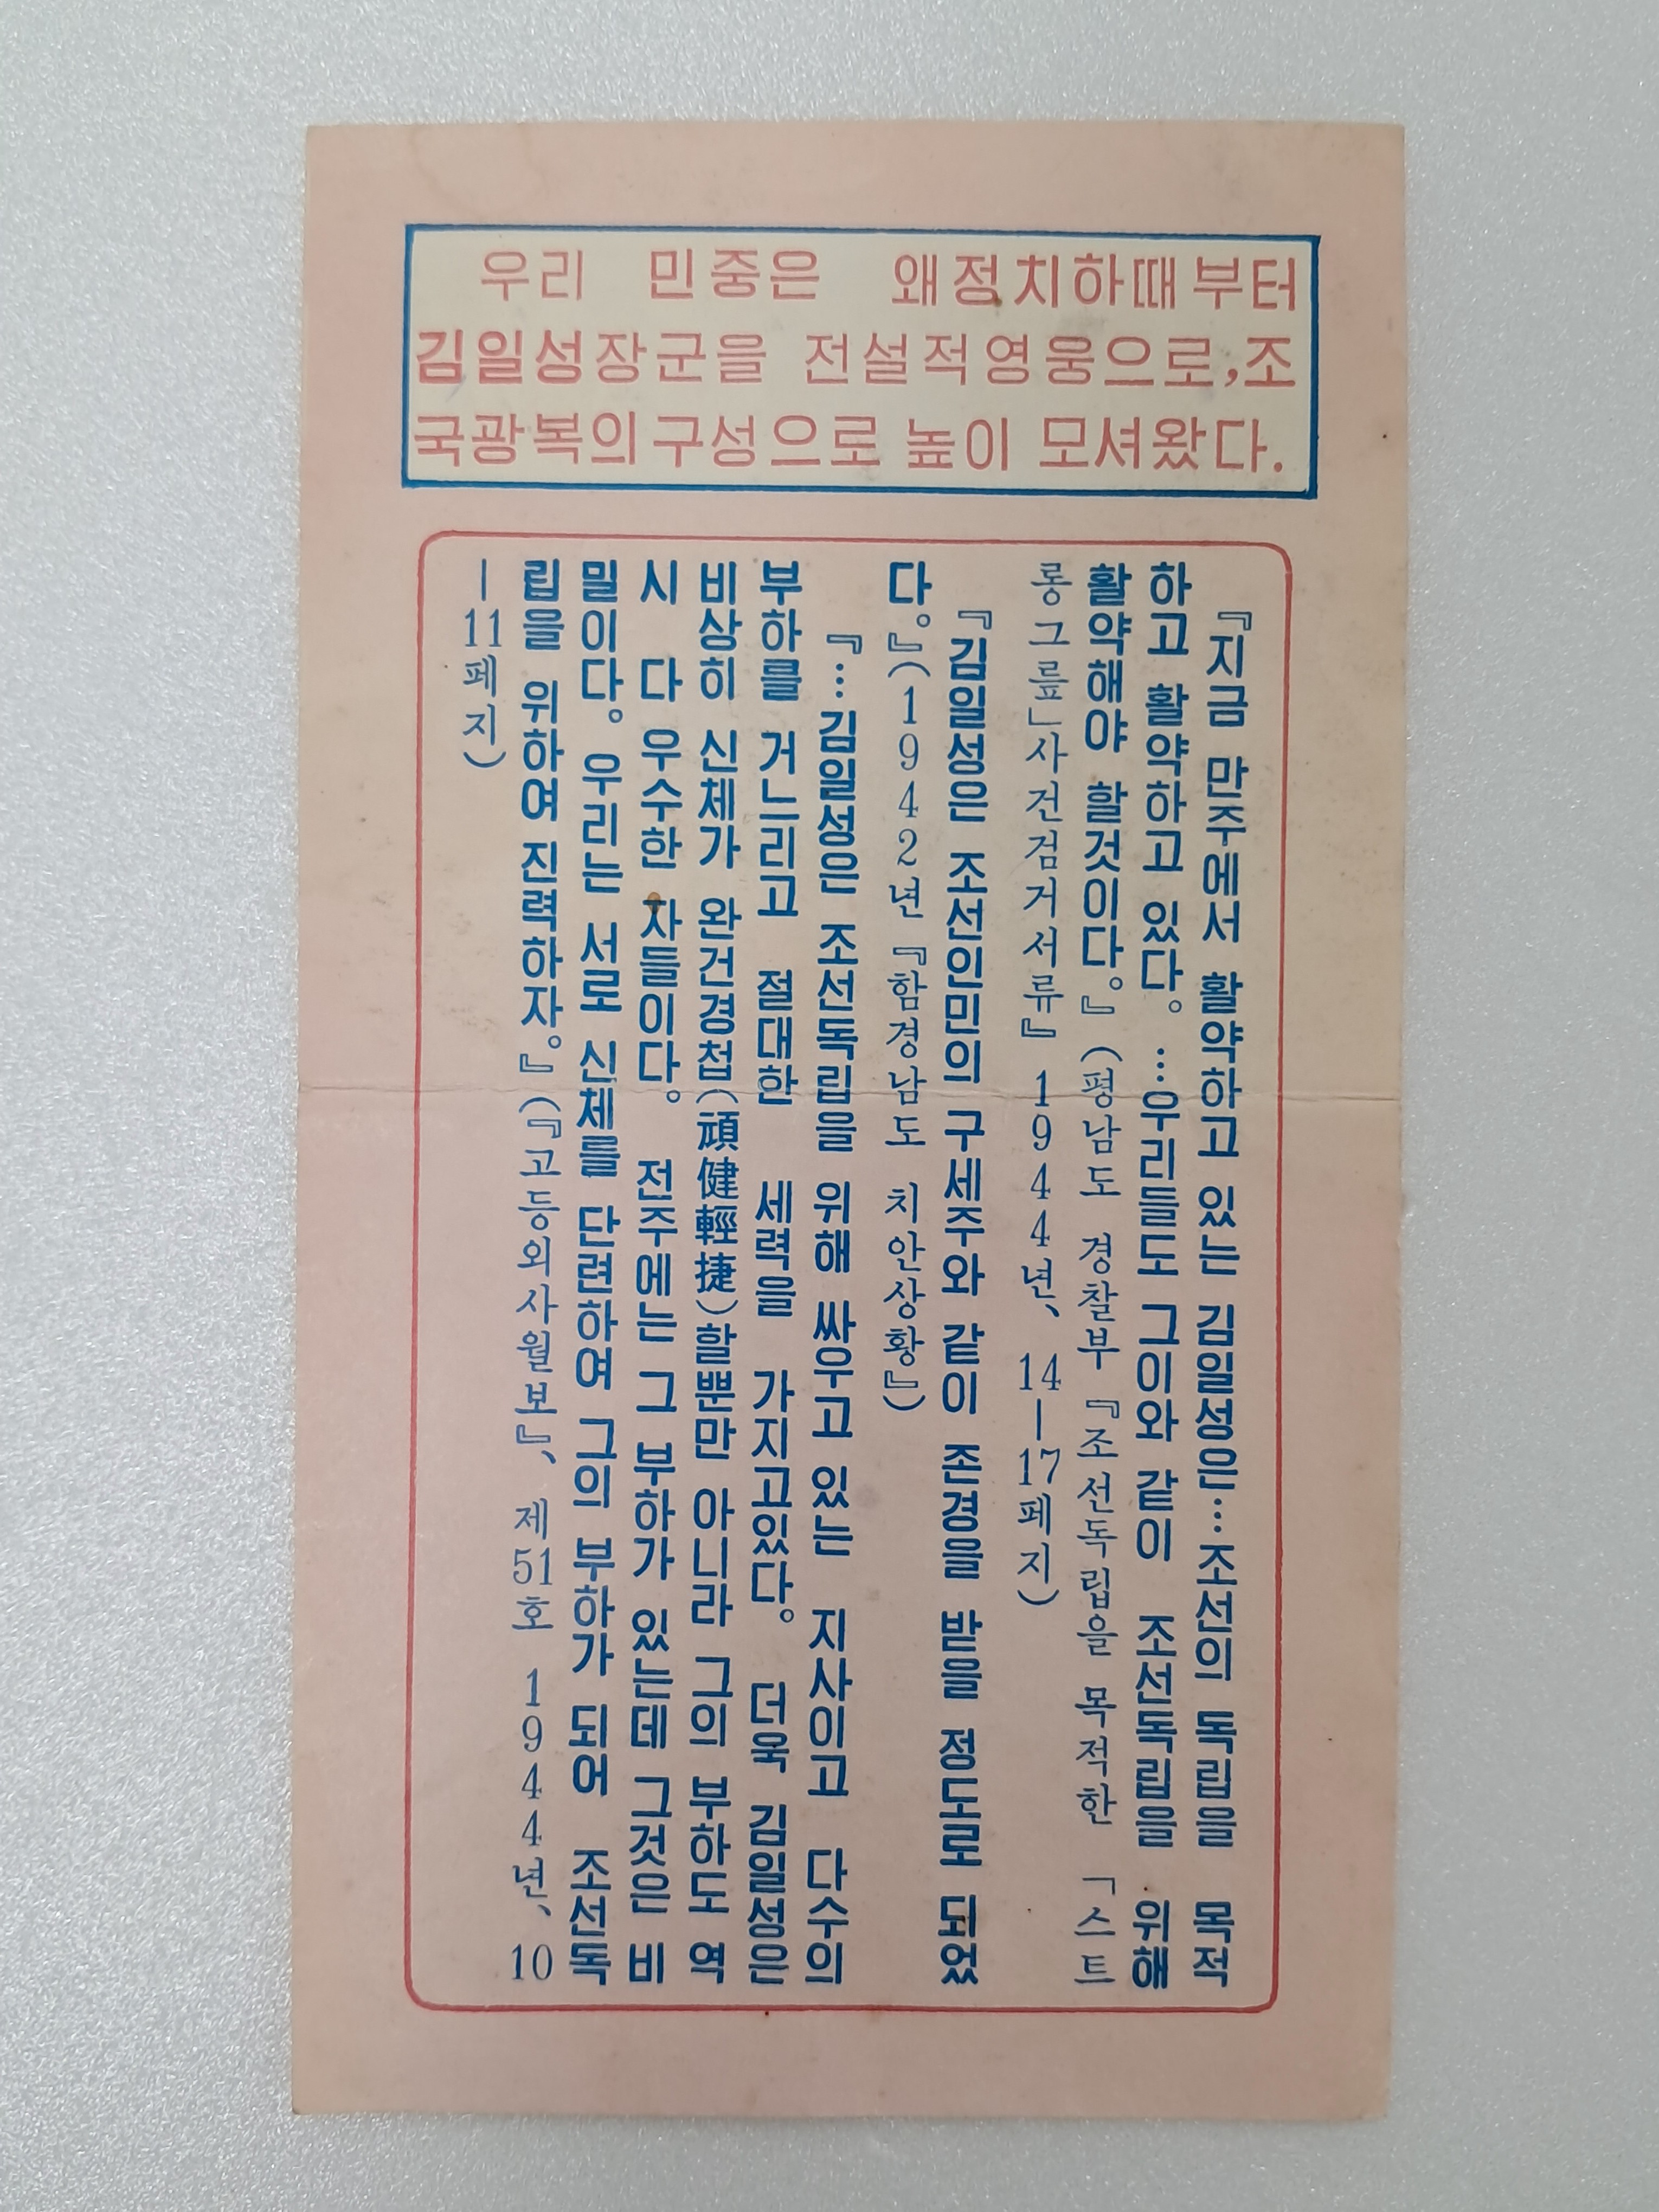 우리 민중은 왜정치하때부터
김일성장군을 전설적영웅으로,조
국광복의구성으로 높이 모셔왔다.
『지금 만주에서 활약하고 있는 김일성은…조선의 독립을 목적
하고 활약하고 있다. …우리들도 그이와 같이 조선독립을 위해
활약해야 할것이다.』(평남도 경찰부 『조선독립을 목적한 「스트
롱그룹」사건검거서류』 1944년、 14—17페지)
『김일성은 조선인민의 구세주와 같이 존경을 받을 정도로 되었
다。』(1942년 『함경남도 치안상황』)
『…김일성은 조선독립을 위해 싸우고 있는 지사이고 다수의
부하를 거느리고 절대한 세력을 가지고있다。 더욱 김일성은
비상히 신체가 완건경첩(頑健輕捷)할뿐만 아니라 그의 부하도 역
시 다 우수한 자들이다。 전주에는 그 부하가 있는데 그것은 비
밀이다。 우리는 서로 신체를 단련하여 그의 부하가 되어 조선독
립을 위하여 진력하자。』(『고등외사월보』、 제51호 1944년、 10
—11페지)